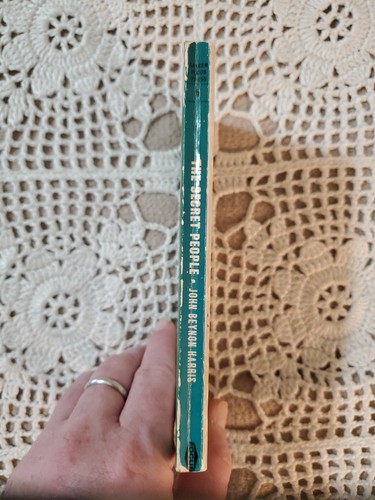 THE SECRET PEOPLE • JOHN BEYNON HARRIS